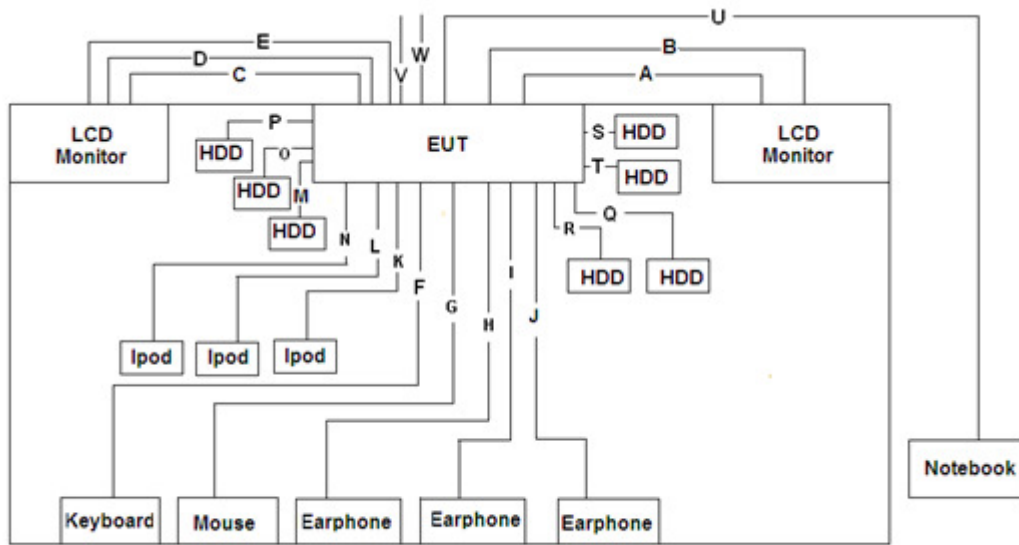 U
E
W
B
D
V
C
A
LCD
Monitor
EUT
LCD
Monitor
P
HDD
O
HDD
M
HDD
S
HDD
T
HDD
Q
R
HDD
HDD
N
L
K
F
G
H
I
J
Ipod
Ipod
Ipod
Notebook
Keyboard
Mouse
Earphone
Earphone
Earphone